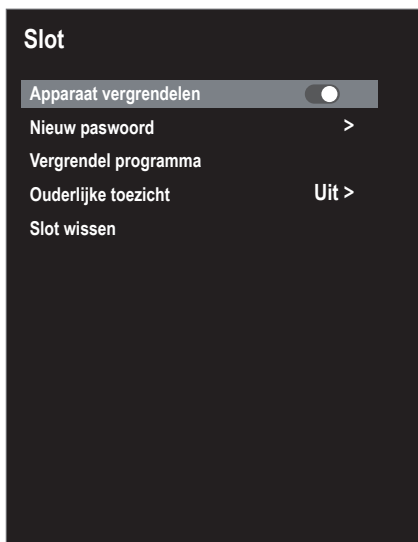 Slot
Apparaat vergrendelen
Nieuw paswoord >
Vergrendel programma
Ouderlijke toezicht Uit >
Slot wissen